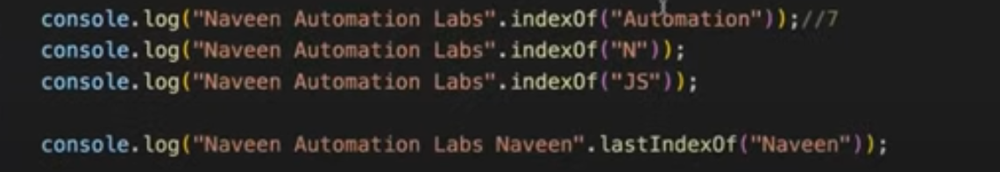 console.log("Naveen Automation Labs".indexOf("Automation"));//7
console.log("Naveen Automation Labs".indexOf("N"));
console.log("Naveen Automation Labs".indexOf("JS"));
console.log("Naveen Automation Labs Naveen".lastIndexOf("Naveen"));